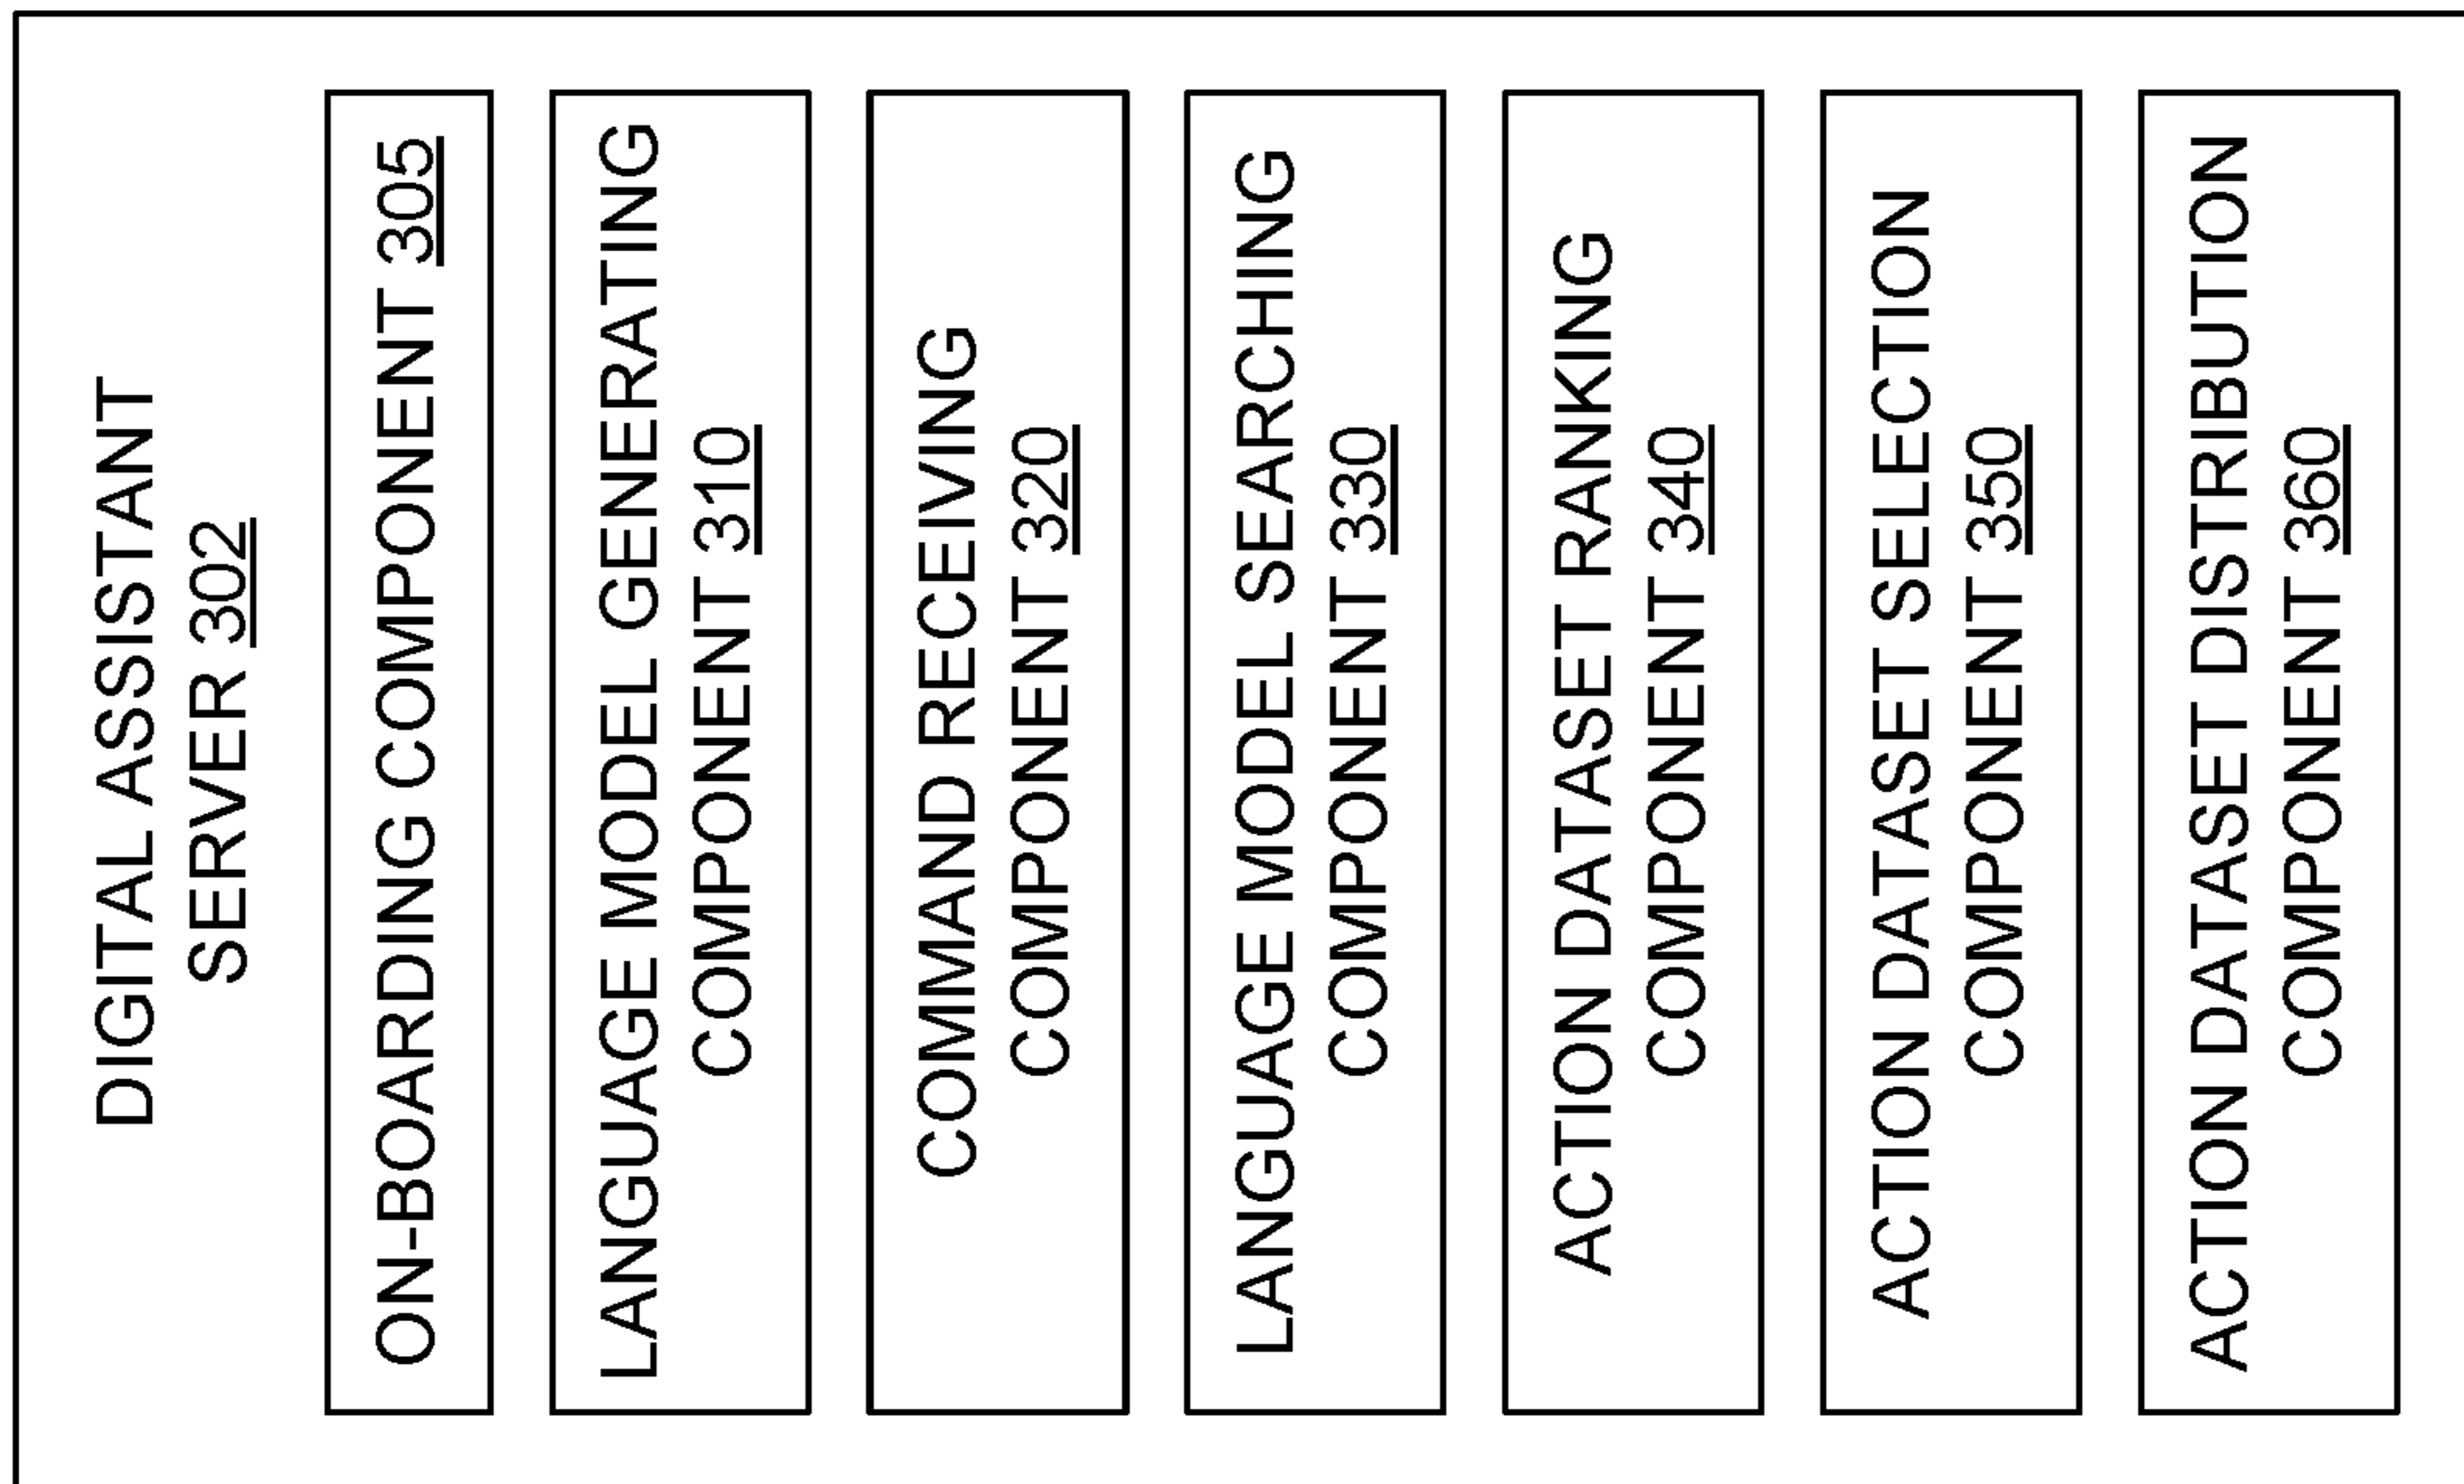 DIGITAL ASSISTANT
SERVER 302
ON-BOARDING COMPONENT 305
LANGUAGE MODEL GENERATING
COMPONENT 310
COMMAND RECEIVING
COMPONENT 320
LANGUAGE MODEL SEARCHING
COMPONENT 330
ACTION DATASET RANKING
COMPONENT 340
ACTION DATASET SELECTION
COMPONENT 350
ACTION DATASET DISTRIBUTION
COMPONENT 360